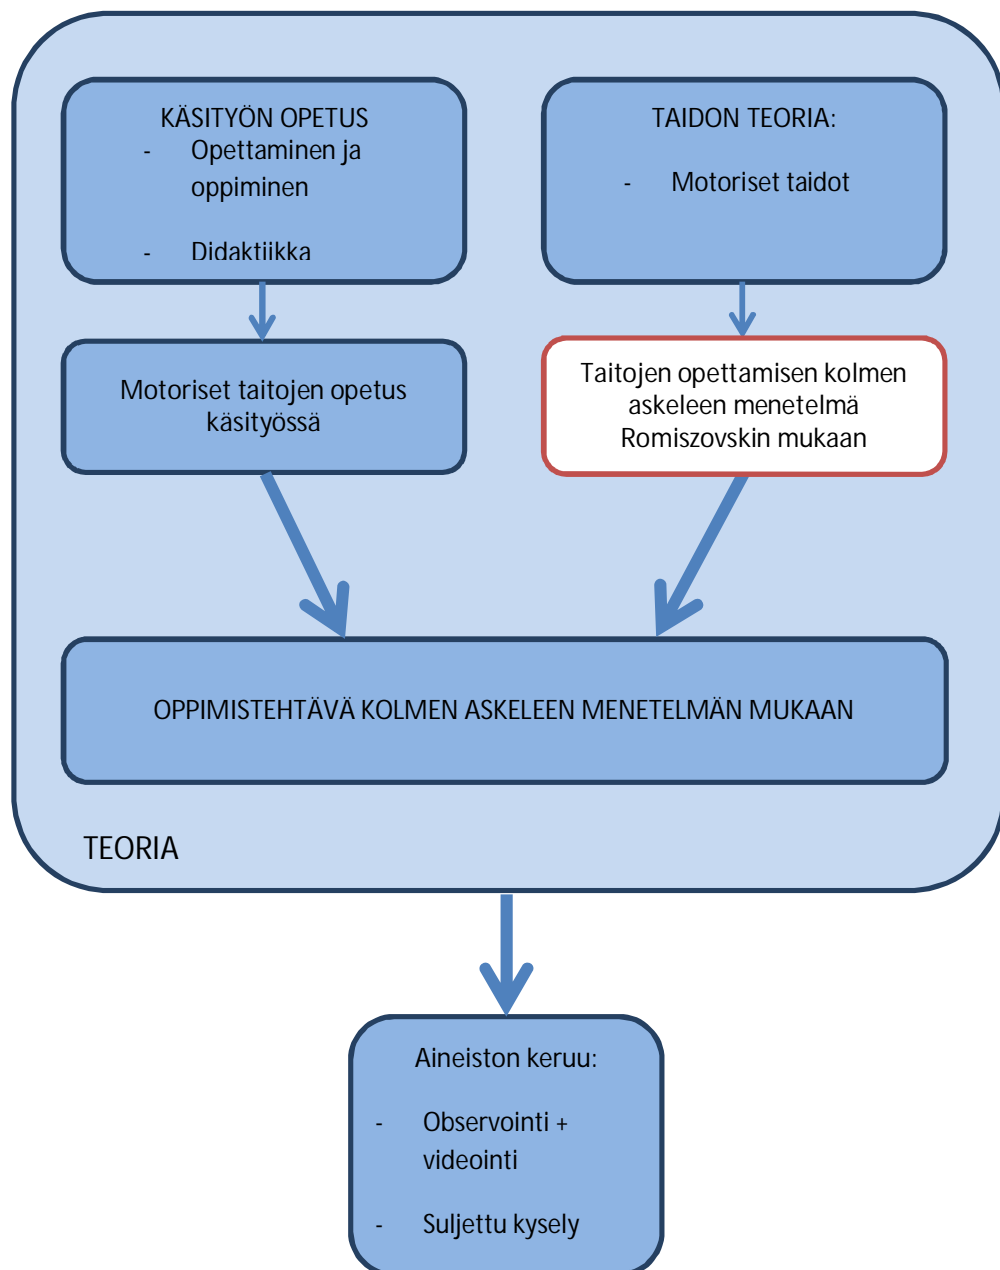 KÄSITYÖN OPETUS
- Opettaminen ja
oppiminen
- Didaktiikka
TAIDON TEORIA:
- Motoriset taidot
Motoriset taitojen opetus
käsityössä
Taitojen opettamisen kolmen
askeleen menetelmä
Romiszovskin mukaan
OPPIMISTEHTÄVÄ KOLMEN ASKELEEN MENETELMÄN MUKAAN
TEORIA
Aineiston keruu:
- Observointi +
videointi
- Suljettu kysely